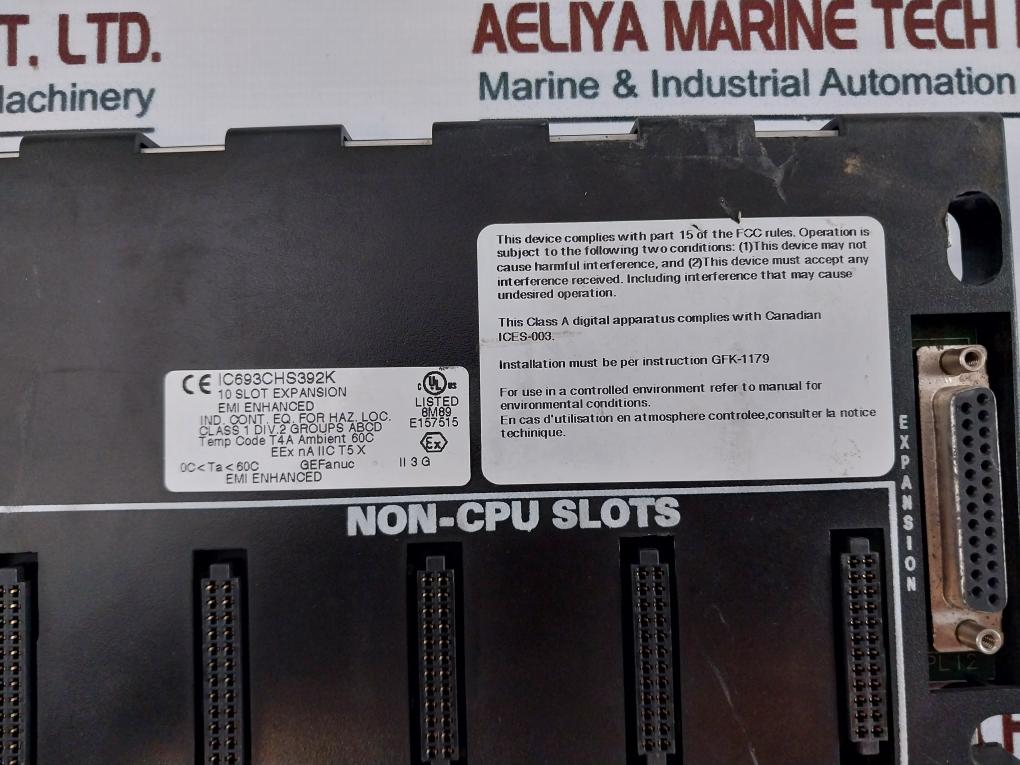 T. LTD.
Machinery
AELIYA MARINE TECH
Marine & Industrial Automation
This device complies with part 15 of the FCC rules. Operation is
subject to the following two conditions: (1)This device may not
cause harmful interference, and (2)This device must accept any
interference received. Including interference that may cause
undesired operation.
This Class A digital apparatus complies with Canadian
ICES-003.
Installation must be per instruction GFK-1179
For use in a controlled environment refer to manual for
environmental conditions.
En cas d'utilisation en atmosphere controlee,consulter la notice
techinique.
CE IC693CHS392K
10 SLOT EXPANSION
EMI ENHANCED
IND. CONT. EQ. FOR HAZ. LOC.
CLASS 1 DIV.2 GROUPS ABCD
Temp Code T4A Ambient 60C
EEx nA IIC T5 X
0C<Ta<60C GEFanuc II 3 G
EMI ENHANCED
C UL US
LISTED
8M89
E157515
Ex
EXPANSION
NON-CPU SLOTS
PL12